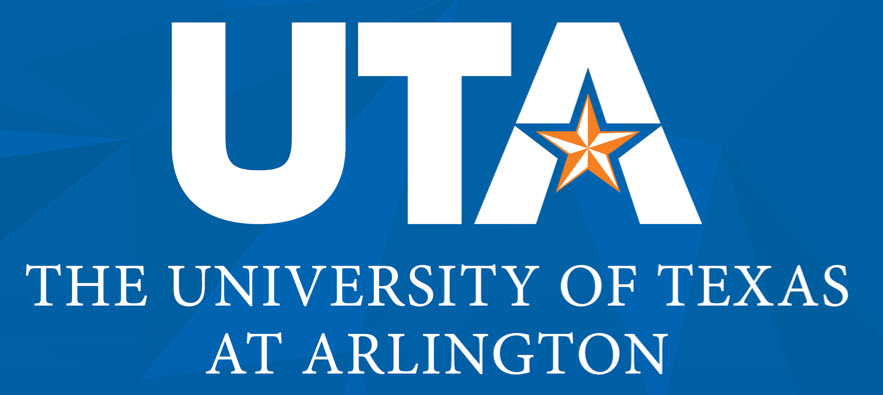 UTA
THE UNIVERSITY OF TEXAS
AT ARLINGTON